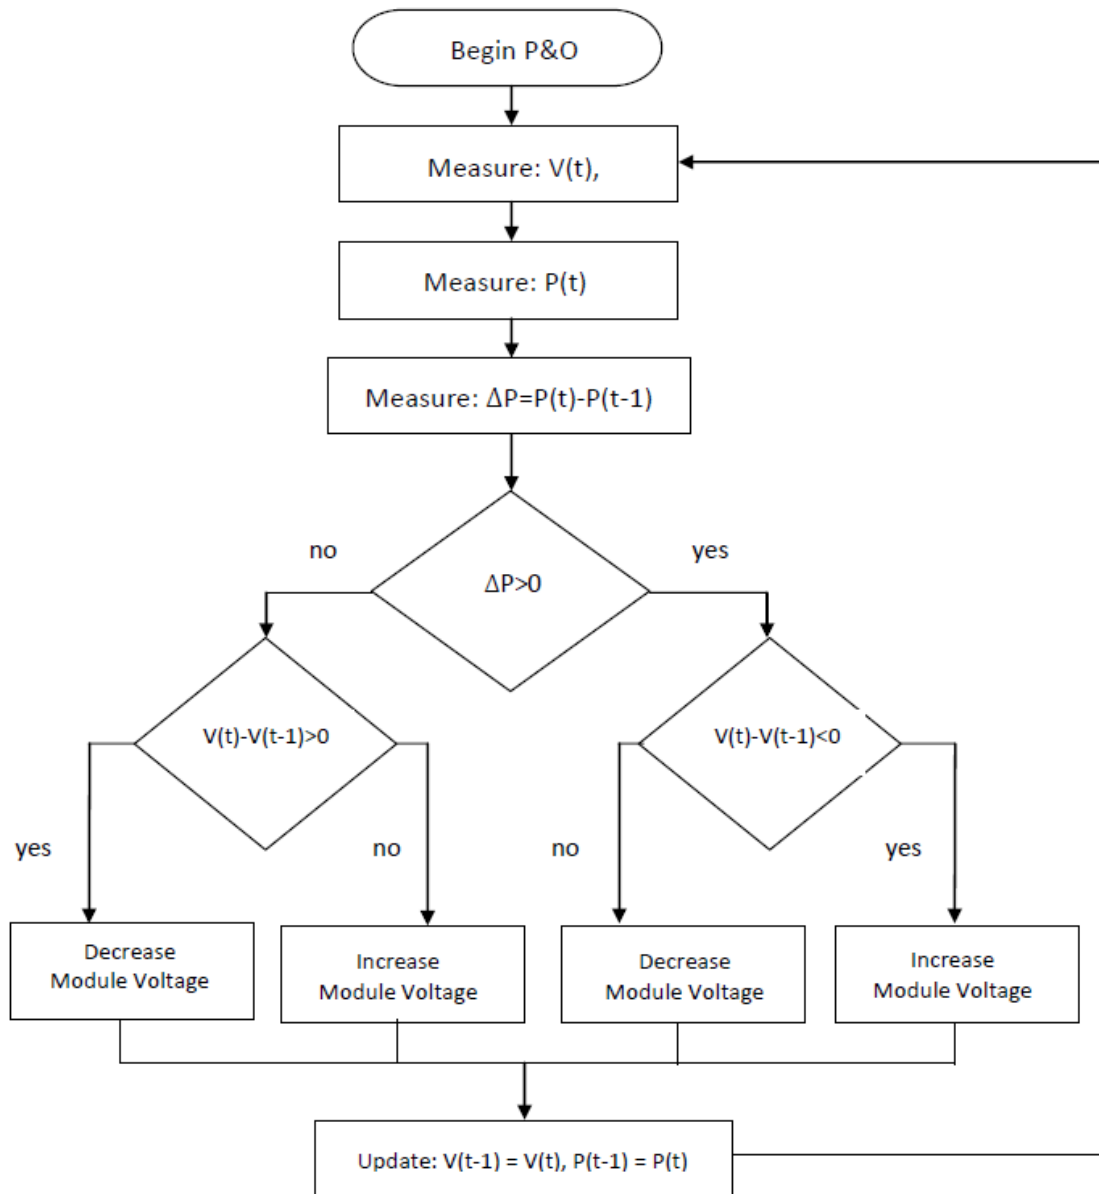 Begin P&O
Measure: V(t),
Measure: P(t)
Measure: ΔP=P(t)-P(t-1)
no
yes
ΔP>0
V(t)-V(t-1)>0
V(t)-V(t-1)<0
yes
no
no
yes
Decrease
Module Voltage
Increase
Module Voltage
Decrease
Module Voltage
Increase
Module Voltage
Update: V(t-1) = V(t), P(t-1) = P(t)